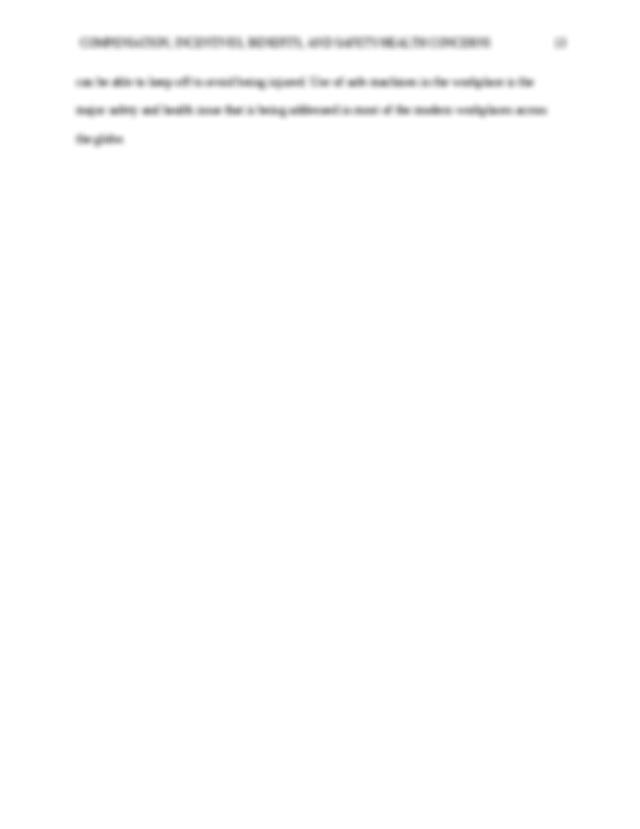 COMPENSATION, INCENTIVES, BENEFITS, AND SAFETY/HEALTH CONCERNS 13
can be able to keep off to avoid being injured. Use of safe machines in the workplace is the
major safety and health issue that is being addressed in most of the modern workplaces across
the globe.